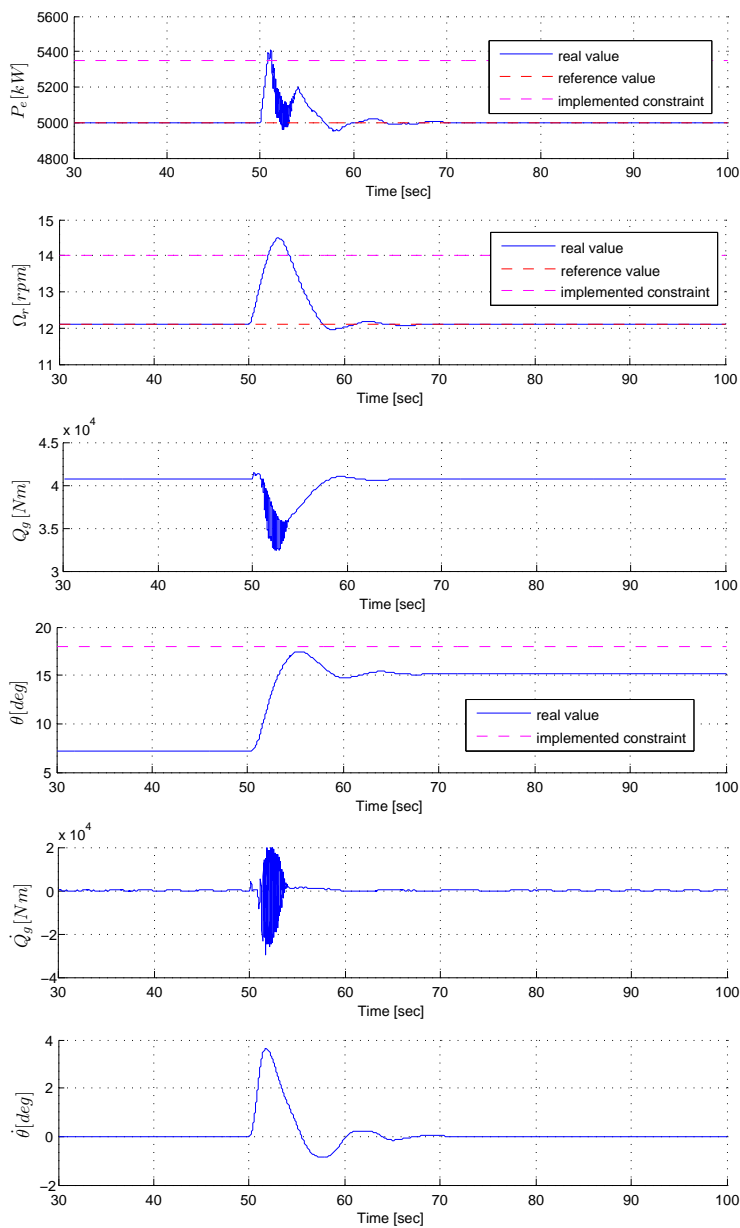 5600
5400
5200
5000
4800
P_e [kW]
real value
reference value
implemented constraint
30 40 50 60 70 80 90 100
Time [sec]
15
14
13
12
11
Ω_r [rpm]
real value
reference value
implemented constraint
30 40 50 60 70 80 90 100
Time [sec]
x 10^4
4.5
4
3.5
3
Q_g [Nm]
30 40 50 60 70 80 90 100
Time [sec]
20
15
10
5
θ [deg]
real value
implemented constraint
30 40 50 60 70 80 90 100
Time [sec]
x 10^4
2
0
−2
−4
Q̇_g [Nm]
30 40 50 60 70 80 90 100
Time [sec]
4
2
0
−2
θ̇ [deg]
30 40 50 60 70 80 90 100
Time [sec]